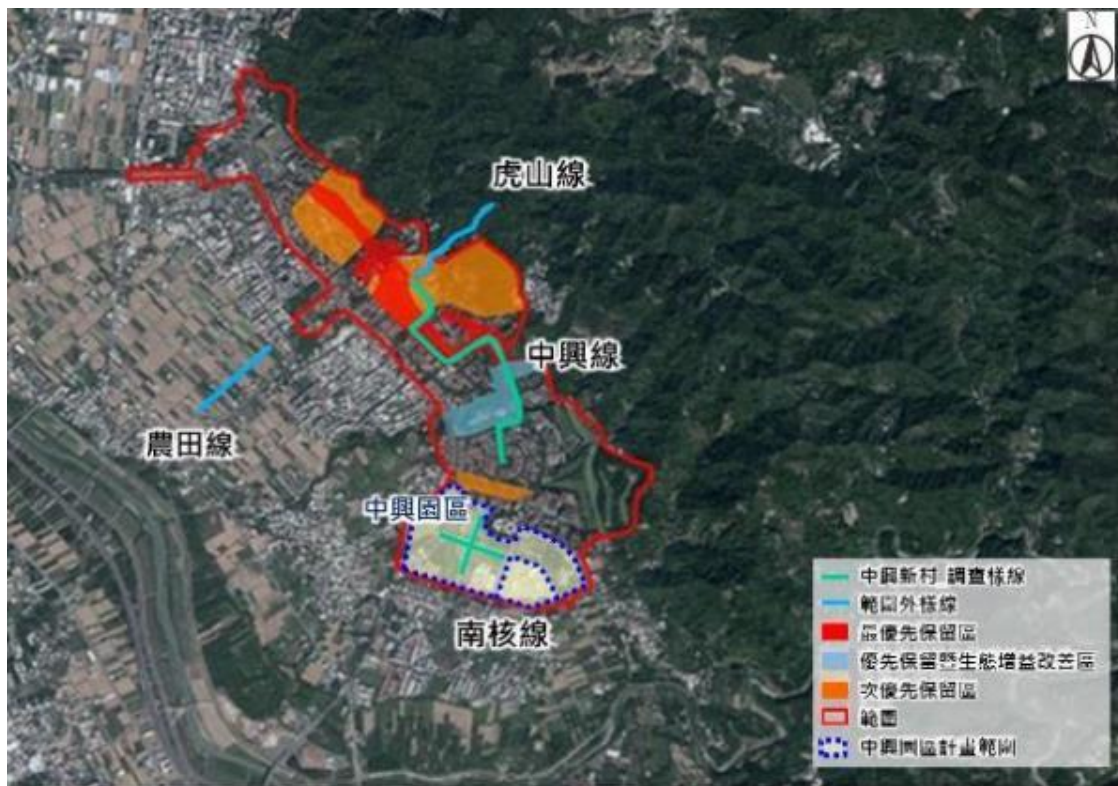 N
虎山線
中興線
農田線
中興園區
南核線
中興新村 調查樣線
範圍外樣線
最優先保留區
優先保留暨生態增益改善區
次優先保留區
範圍
中興園區計畫範圍